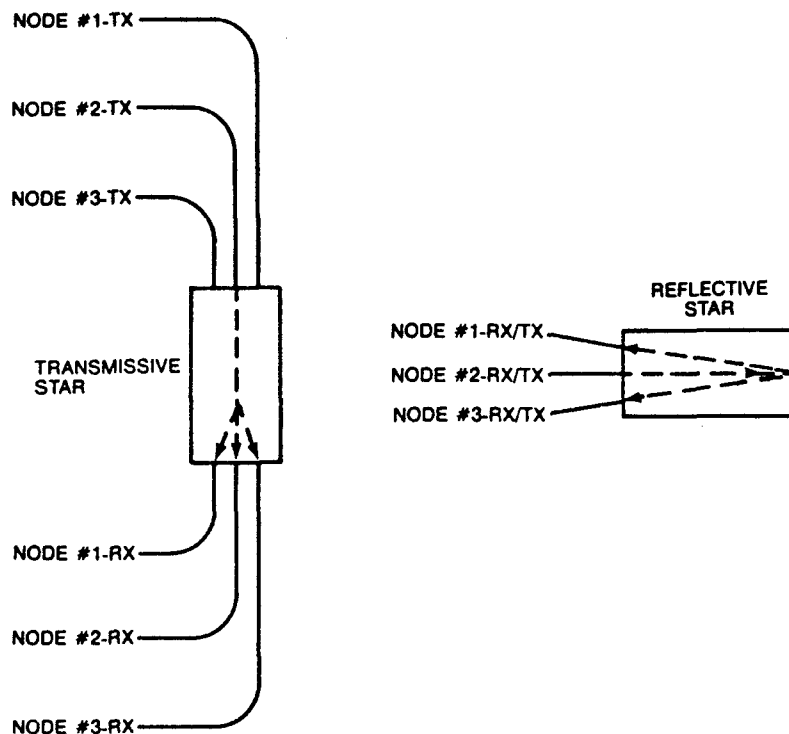 NODE #1-TX
NODE #2-TX
NODE #3-TX
TRANSMISSIVE
STAR
NODE #1-RX
NODE #2-RX
NODE #3-RX
REFLECTIVE
STAR
NODE #1-RX/TX
NODE #2-RX/TX
NODE #3-RX/TX